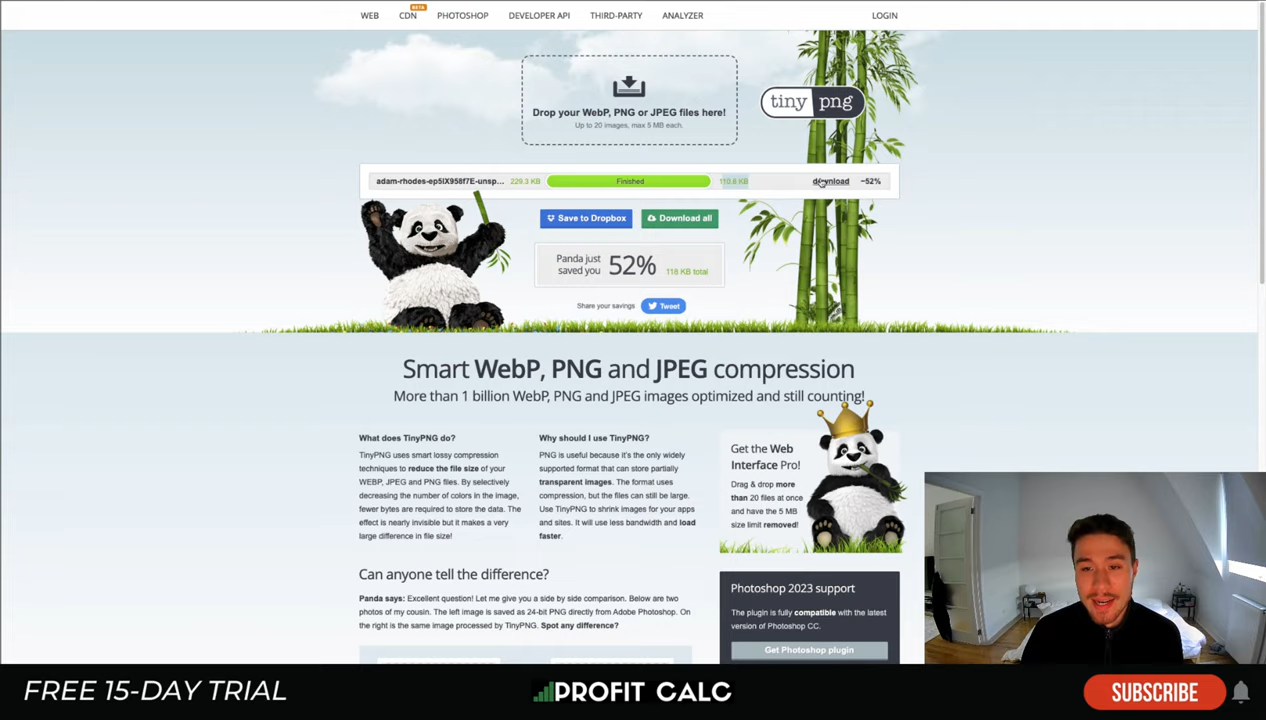 WEB
CDN
BETA
PHOTOSHOP
DEVELOPER API
THIRD-PARTY
ANALYZER
LOGIN
Drop your WebP, PNG or JPEG files here!
Up to 20 images, max 5 MB each.
tiny png
adam-rhodes-ep5IX958f7E-unsp... 229.3 KB Finished 110.8 KB download -52%
Save to Dropbox
Download all
Panda just
saved you
52%
118 KB total
Share your savings
Tweet
Smart WebP, PNG and JPEG compression
More than 1 billion WebP, PNG and JPEG images optimized and still counting!
What does TinyPNG do?
TinyPNG uses smart lossy compression
techniques to reduce the file size of your
WEBP, JPEG and PNG files. By selectively
decreasing the number of colors in the image,
fewer bytes are required to store the data. The
effect is nearly invisible but it makes a very
large difference in file size!
Why should I use TinyPNG?
PNG is useful because it's the only widely
supported format that can store partially
transparent images. The format uses
compression, but the files can still be large.
Use TinyPNG to shrink images for your apps
and sites. It will use less bandwidth and load
faster.
Get the Web
Interface Pro!
Drag & drop more
than 20 files at once
and have the 5 MB
size limit removed!
Can anyone tell the difference?
Panda says: Excellent question! Let me give you a side by side comparison. Below are two
photos of my cousin. The left image is saved as 24-bit PNG directly from Adobe Photoshop. On
the right is the same image processed by TinyPNG. Spot any difference?
Photoshop 2023 support
The plugin is fully compatible with the latest
version of Photoshop CC.
Get Photoshop plugin
FREE 15-DAY TRIAL
PROFIT CALC
SUBSCRIBE